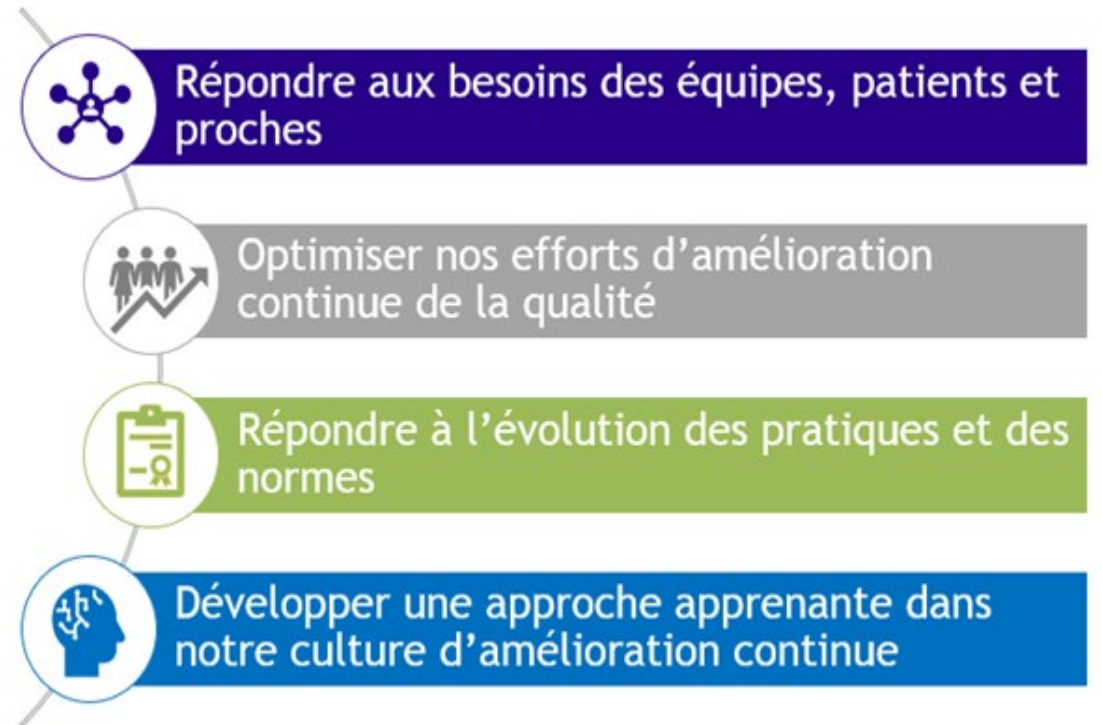 Répondre aux besoins des équipes, patients et
proches
Optimiser nos efforts d’amélioration
continue de la qualité
Répondre à l’évolution des pratiques et des
normes
Développer une approche apprenante dans
notre culture d’amélioration continue